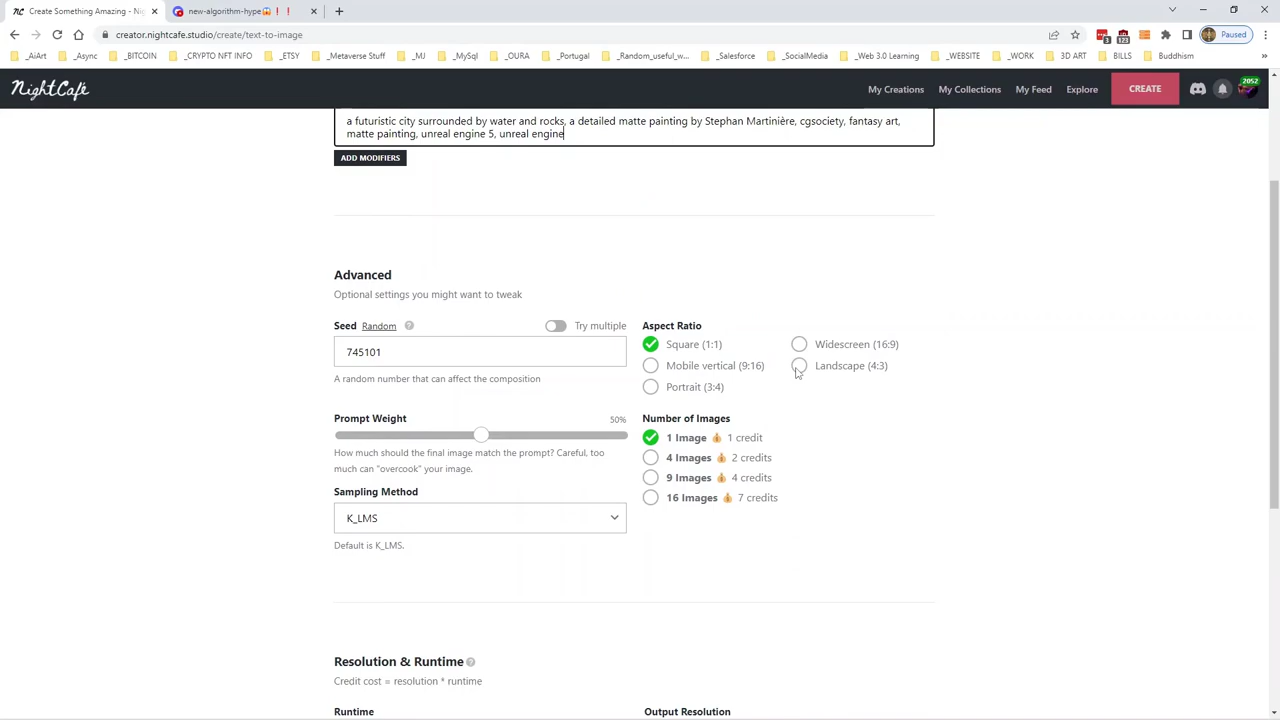 Create Something Amazing - Nig
new-algorithm-hype😱❗❗
creator.nightcafe.studio/create/text-to-image
3
123
Paused
_AiArt
_Async
_BITCOIN
_CRYPTO NFT INFO
_ETSY
_Metaverse Stuff
_MJ
_MySql
_OURA
_Portugal
_Random_useful_w...
_Salesforce
_SocialMedia
_Web 3.0 Learning
_WEBSITE
_WORK
3D ART
BILLS
Buddhism
»
NightCafe
My Creations
My Collections
My Feed
Explore
CREATE
2052
a futuristic city surrounded by water and rocks, a detailed matte painting by Stephan Martinière, cgsociety, fantasy art,
matte painting, unreal engine 5, unreal engine
ADD MODIFIERS
Advanced
Optional settings you might want to tweak
Seed Random ?
Try multiple
745101
A random number that can affect the composition
Prompt Weight
50%
How much should the final image match the prompt? Careful, too
much can "overcook" your image.
Sampling Method
K_LMS
Default is K_LMS.
Aspect Ratio
Square (1:1)
Widescreen (16:9)
Mobile vertical (9:16)
Landscape (4:3)
Portrait (3:4)
Number of Images
1 Image 💰 1 credit
4 Images 💰 2 credits
9 Images 💰 4 credits
16 Images 💰 7 credits
Resolution & Runtime ?
Credit cost = resolution * runtime
Runtime
Output Resolution